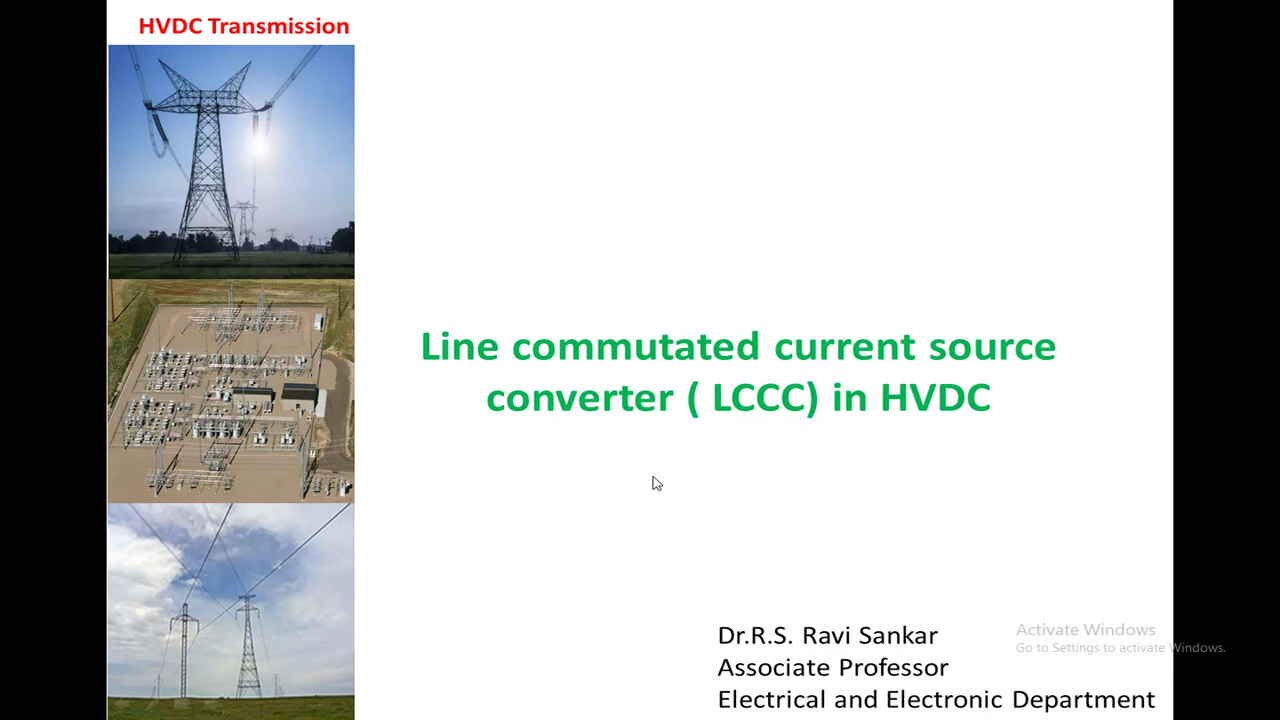 HVDC Transmission
Line commutated current source
converter ( LCCC) in HVDC
Dr.R.S. Ravi Sankar
Associate Professor
Electrical and Electronic Department
Activate Windows
Go to Settings to activate Windows.